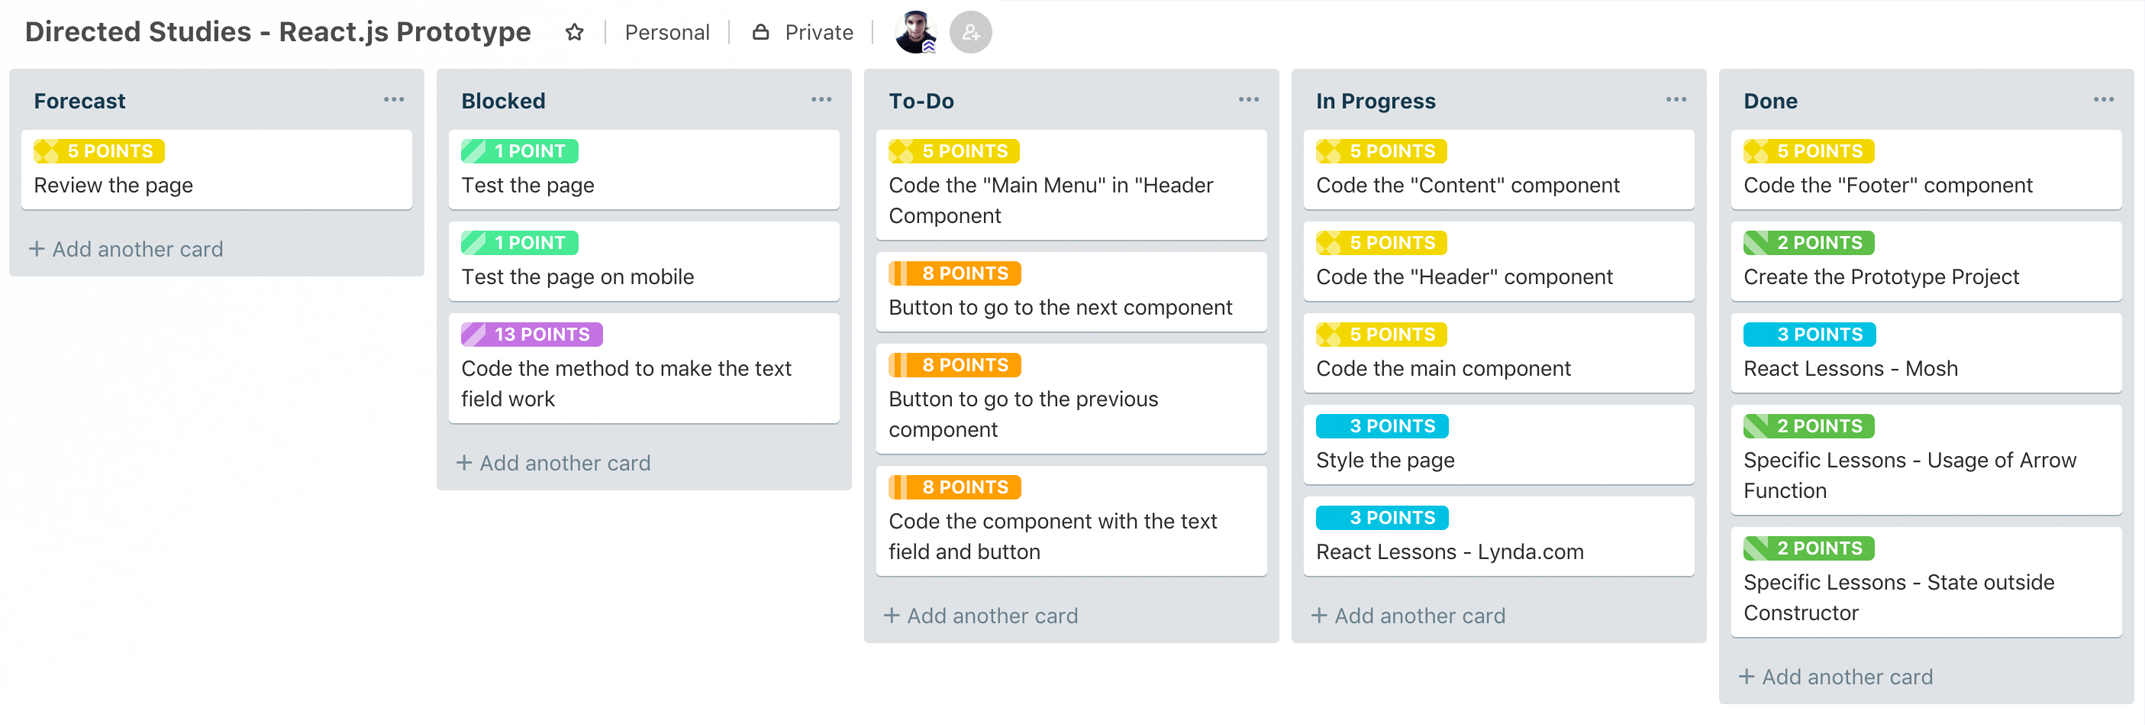 Directed Studies - React.js Prototype
Personal
Private
Forecast
5 POINTS
Review the page
+ Add another card
Blocked
1 POINT
Test the page
1 POINT
Test the page on mobile
13 POINTS
Code the method to make the text
field work
+ Add another card
To-Do
5 POINTS
Code the "Main Menu" in "Header
Component
8 POINTS
Button to go to the next component
8 POINTS
Button to go to the previous
component
8 POINTS
Code the component with the text
field and button
+ Add another card
In Progress
5 POINTS
Code the "Content" component
5 POINTS
Code the "Header" component
5 POINTS
Code the main component
3 POINTS
Style the page
3 POINTS
React Lessons - Lynda.com
+ Add another card
Done
5 POINTS
Code the "Footer" component
2 POINTS
Create the Prototype Project
3 POINTS
React Lessons - Mosh
2 POINTS
Specific Lessons - Usage of Arrow
Function
2 POINTS
Specific Lessons - State outside
Constructor
+ Add another card